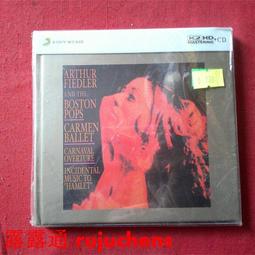 SONY MUSIC
K2 HD
MASTERING+CD
ARTHUR
FIEDLER
AND THE
BOSTON
POPS
CARMEN
BALLET
CARNAVAL
OVERTURE
INCIDENTAL
MUSIC TO
"HAMLET"
露露通 rujuchens